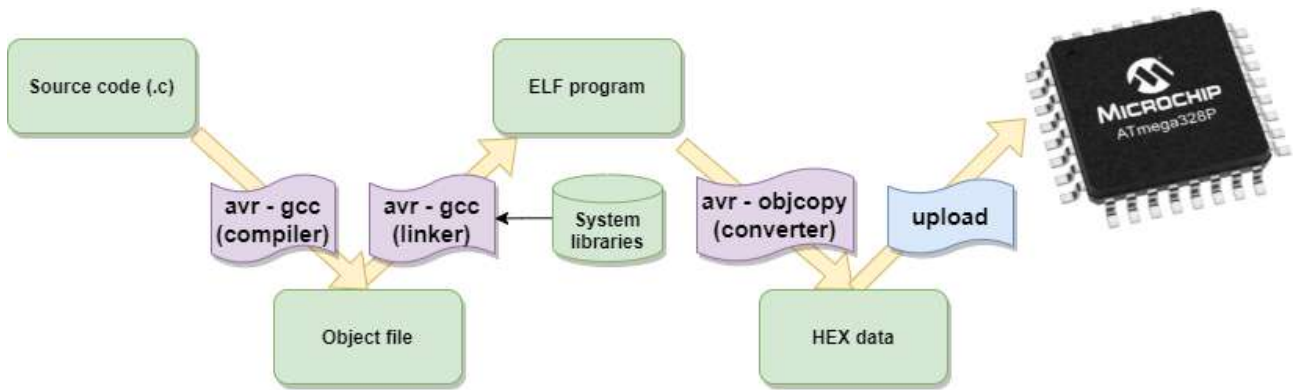 Source code (.c)
avr - gcc
(compiler)
Object file
avr - gcc
(linker)
ELF program
System
libraries
avr - objcopy
(converter)
HEX data
upload
MICROCHIP
ATmega328P